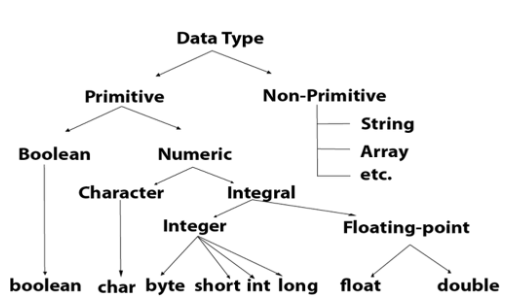 Data Type
Primitive
Non-Primitive
String
Array
etc.
Boolean
Numeric
Character
Integral
Integer
Floating-point
boolean
char
byte
short
int
long
float
double